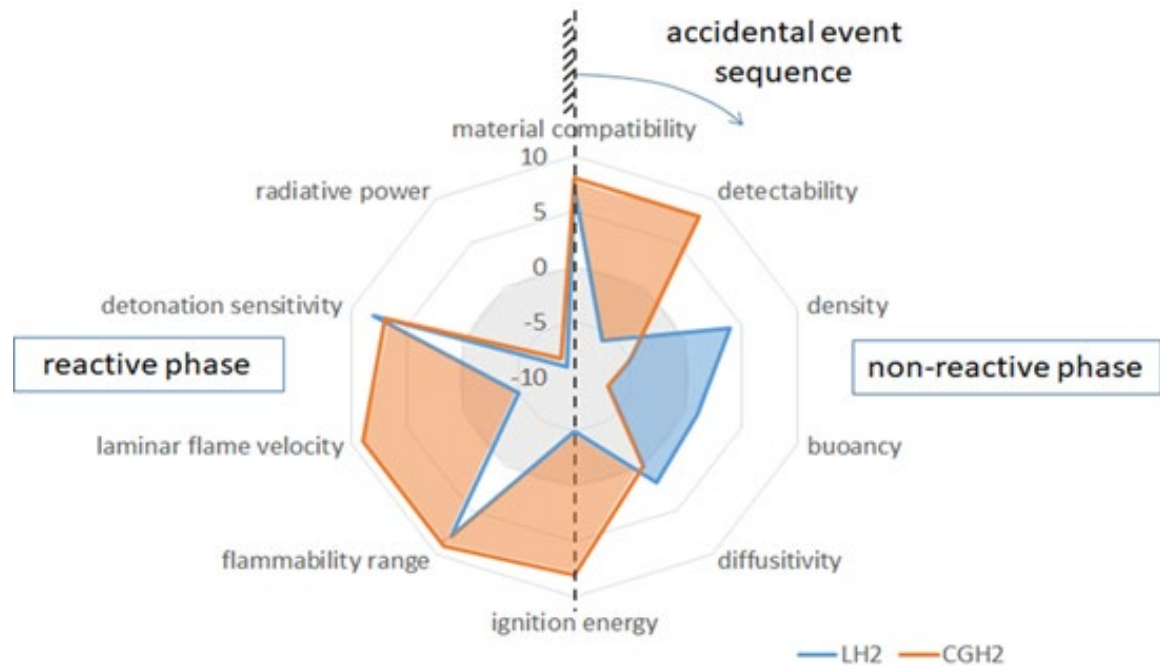 accidental event
sequence
material compatibility
10
radiative power
detectability
5
0
detonation sensitivity
density
-5
reactive phase
non-reactive phase
-10
laminar flame velocity
buoancy
flammability range
diffusitivity
ignition energy
LH2
CGH2